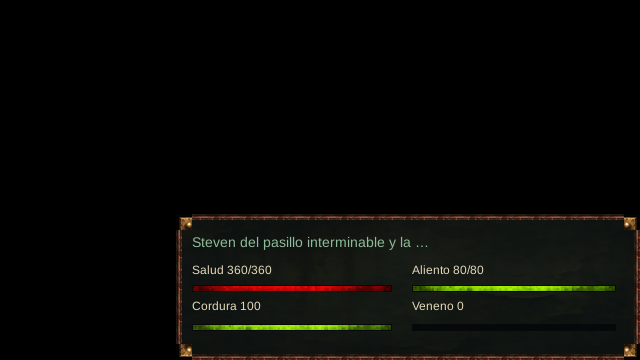 Steven del pasillo interminable y la …
Salud 360/360
Aliento 80/80
Cordura 100
Veneno 0